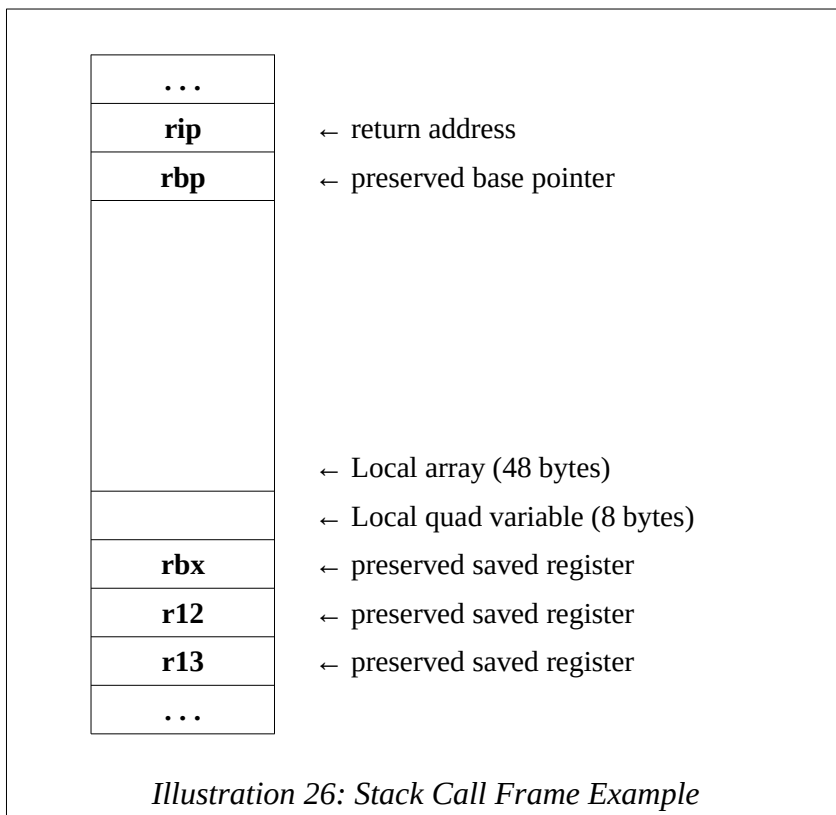 . . .
rip ← return address
rbp ← preserved base pointer
← Local array (48 bytes)
← Local quad variable (8 bytes)
rbx ← preserved saved register
r12 ← preserved saved register
r13 ← preserved saved register
. . .
Illustration 26: Stack Call Frame Example